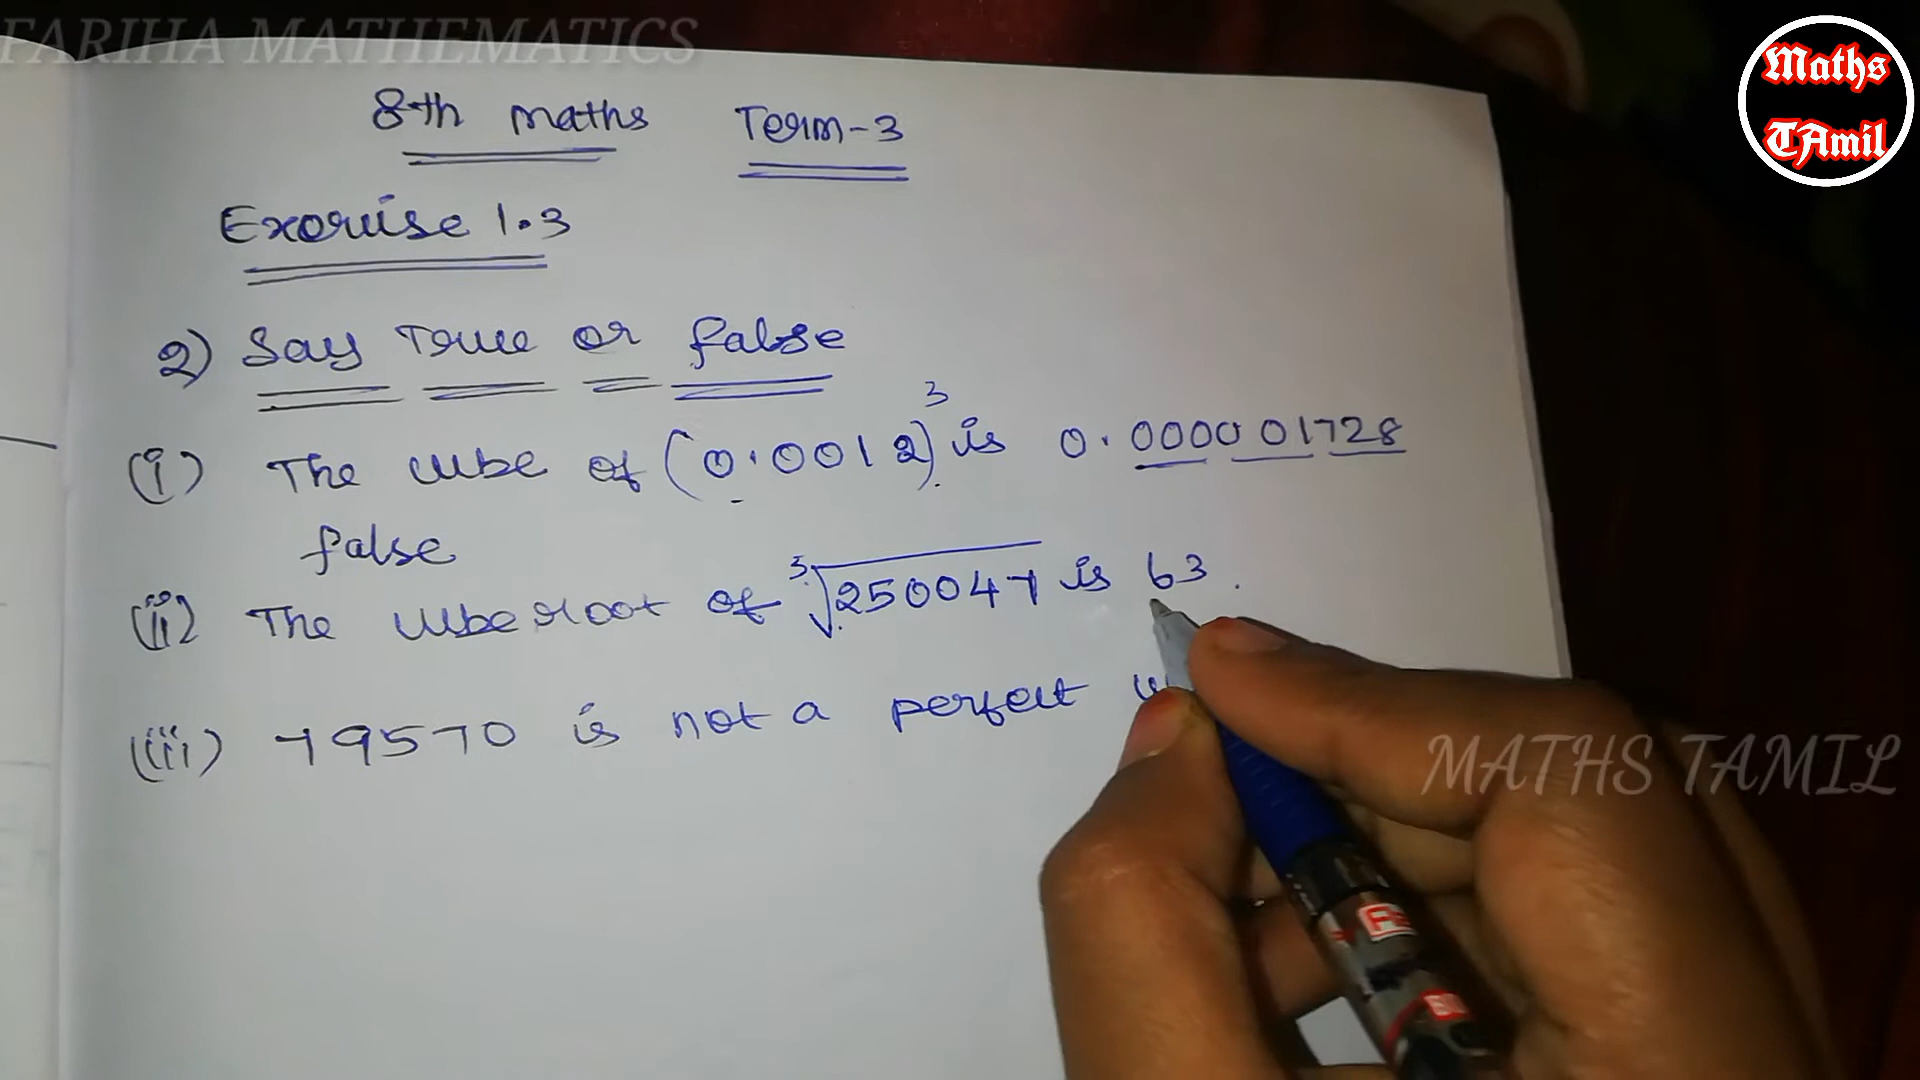 FARIHA MATHEMATICS
Maths
TAmil
8th maths Term-3
Exercise 1.3
2) Say True or false
(i) The cube of (0.0012)³ is 0.000001728
false
(ii) The cube root of ³√250047 is 63.
(iii) 79570 is not a perfect
MATHS TAMIL